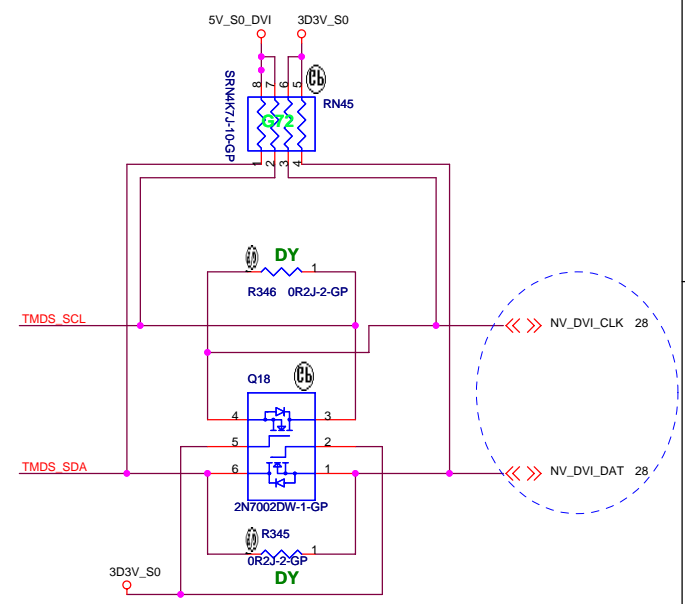 5V_S0_DVI 3D3V_S0
8 7 6 5
SRN4K7J-10-GP
G72
RN45
1 2 3 4
DY
1
R346 0R2J-2-GP
TMDS_SCL
NV_DVI_CLK 28
Q18
4 3
5 2
6 1
TMDS_SDA
NV_DVI_DAT 28
2N7002DW-1-GP
R345
1
0R2J-2-GP
DY
3D3V_S0